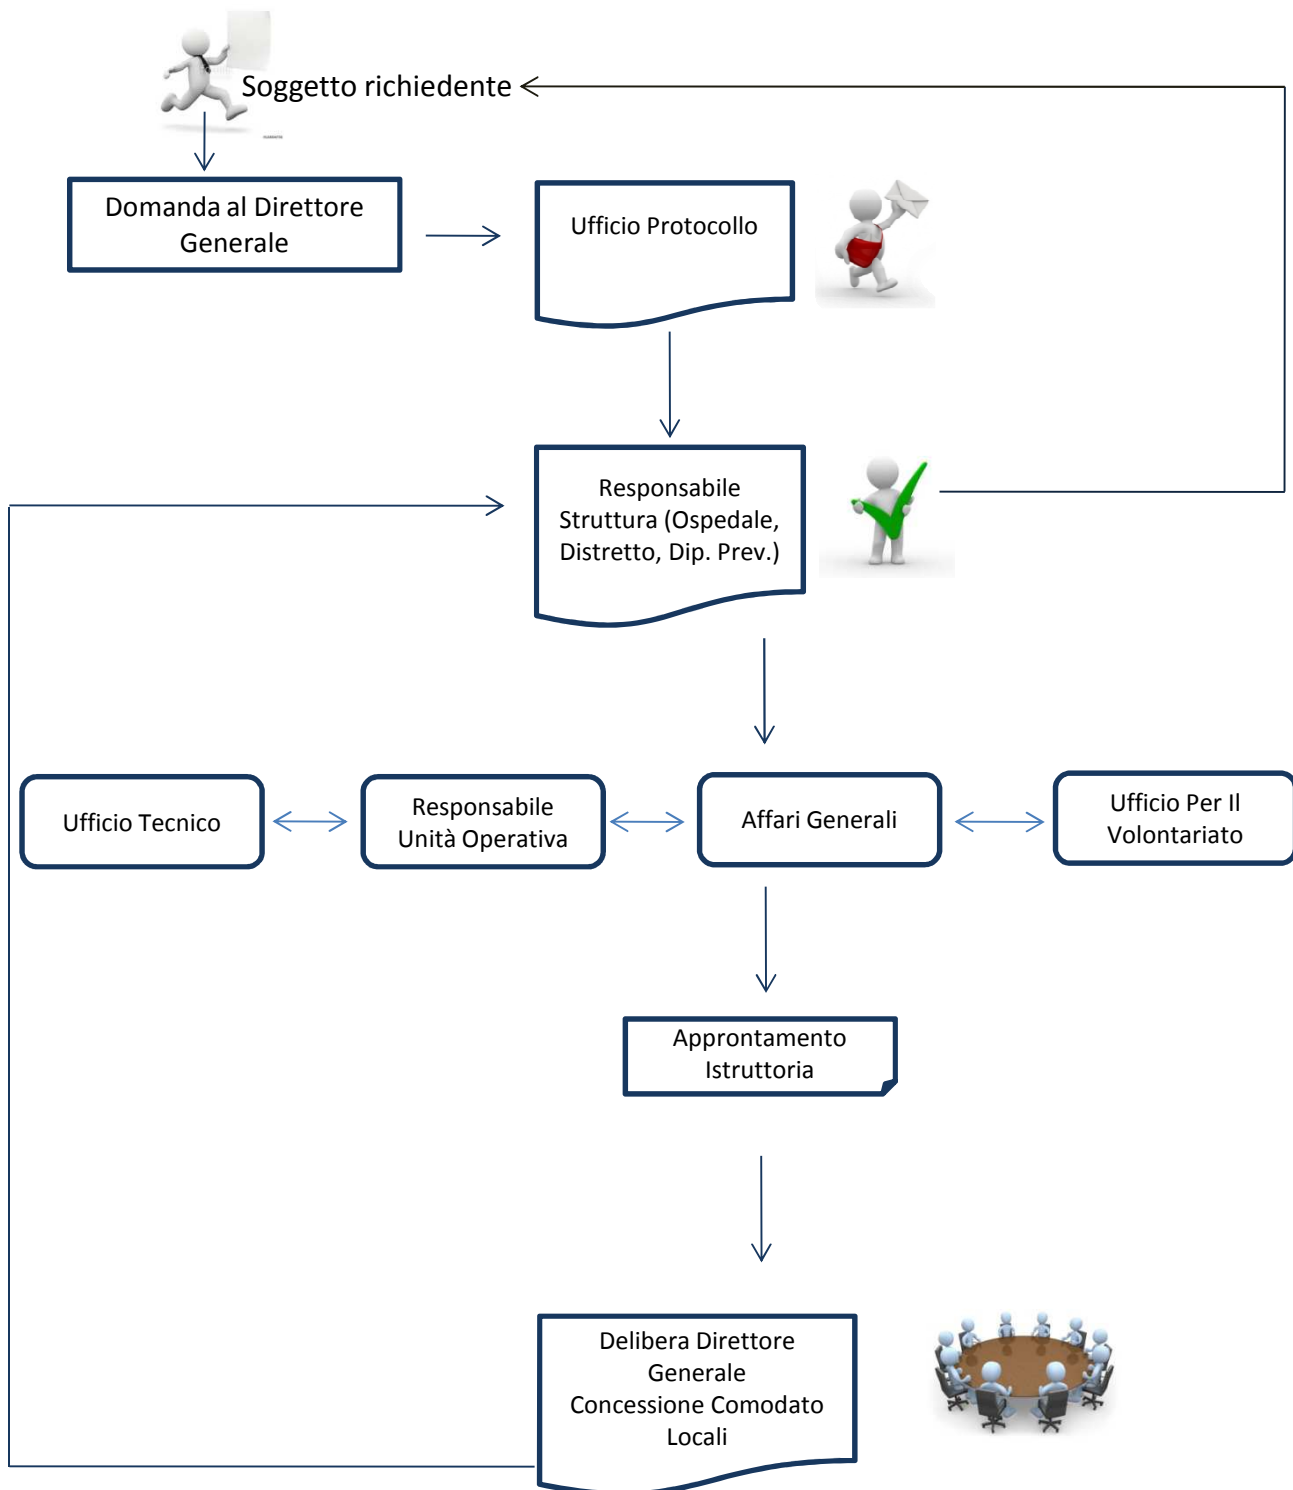 Soggetto richiedente
Domanda al Direttore
Generale
Ufficio Protocollo
Responsabile
Struttura (Ospedale,
Distretto, Dip. Prev.)
Ufficio Tecnico
Responsabile
Unità Operativa
Affari Generali
Ufficio Per Il
Volontariato
Approntamento
Istruttoria
Delibera Direttore
Generale
Concessione Comodato
Locali